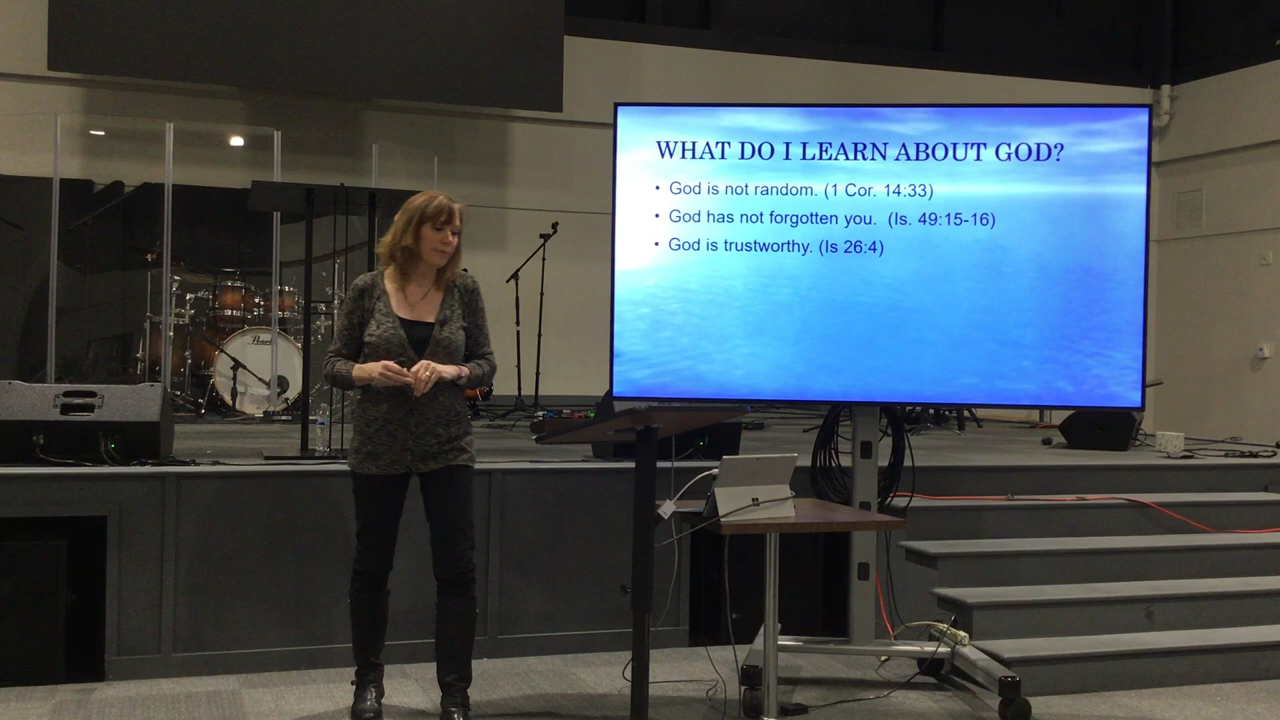 WHAT DO I LEARN ABOUT GOD?
• God is not random. (1 Cor. 14:33)
• God has not forgotten you. (Is. 49:15-16)
• God is trustworthy. (Is 26:4)
Pearl